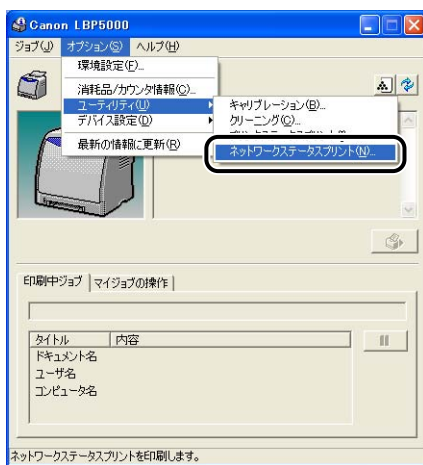 Canon LBP5000
ジョブ(J) オプション(S) ヘルプ(H)
環境設定(F)...
消耗品/カウンタ情報(C)...
ユーティリティ(U)
デバイス設定(D)
最新の情報に更新(R)
キャリブレーション(B)...
クリーニング(G)...
ネットワークステータスプリント(N)...
印刷中ジョブ マイジョブの操作
タイトル 内容
ドキュメント名
ユーザ名
コンピュータ名
ネットワークステータスプリントを印刷します。